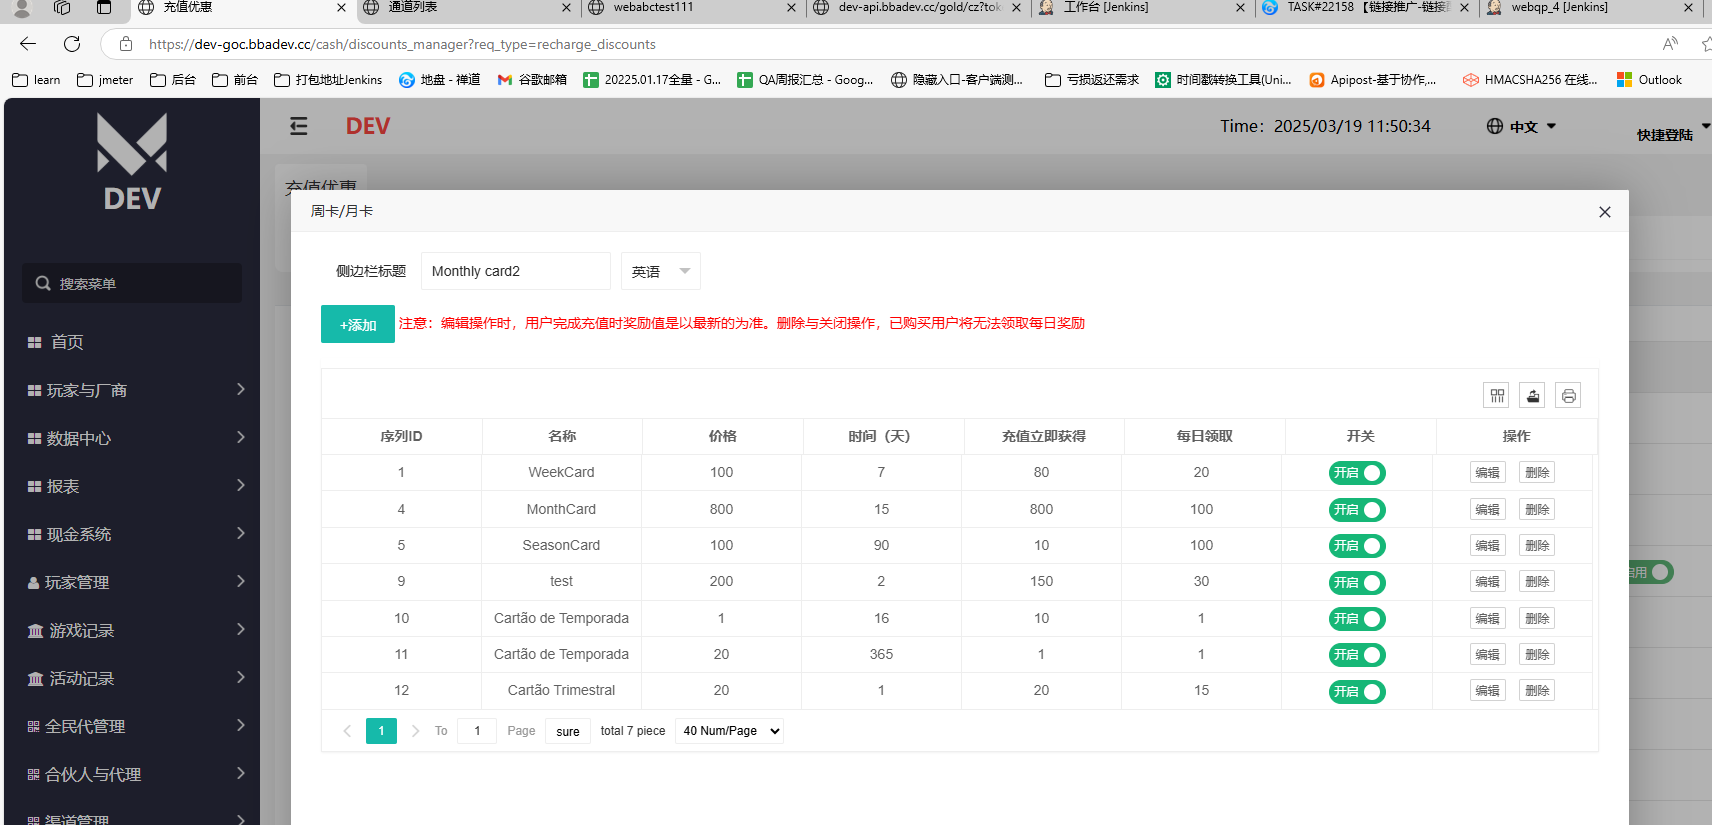 充值优惠
通道列表
webabctest111
dev-api.bbadev.cc/gold/cz?tok
工作台 [Jenkins]
TASK#22158 【链接推广-链接
webqp_4 [Jenkins]
https://dev-goc.bbadev.cc/cash/discounts_manager?req_type=recharge_discounts
learn
jmeter
后台
前台
打包地址Jenkins
地盘 - 禅道
谷歌邮箱
20225.01.17全量 - G...
QA周报汇总 - Goog...
隐藏入口-客户端测...
亏损返还需求
时间戳转换工具(Uni...
Apipost-基于协作,...
HMACSHA256 在线...
Outlook
DEV
Time：2025/03/19 11:50:34
中文
快捷登陆
DEV
搜索菜单
首页
玩家与厂商
数据中心
报表
现金系统
玩家管理
游戏记录
活动记录
全民代管理
合伙人与代理
渠道管理
充值优惠
周卡/月卡
侧边栏标题
Monthly card2
英语
+添加
注意：编辑操作时，用户完成充值时奖励值是以最新的为准。删除与关闭操作，已购买用户将无法领取每日奖励
序列ID 名称 价格 时间（天） 充值立即获得 每日领取 开关 操作
1 WeekCard 100 7 80 20 开启 编辑 删除
4 MonthCard 800 15 800 100 开启 编辑 删除
5 SeasonCard 100 90 10 100 开启 编辑 删除
9 test 200 2 150 30 开启 编辑 删除
10 Cartão de Temporada 1 16 10 1 开启 编辑 删除
11 Cartão de Temporada 20 365 1 1 开启 编辑 删除
12 Cartão Trimestral 20 1 20 15 开启 编辑 删除
1 To 1 Page sure total 7 piece 40 Num/Page
启用